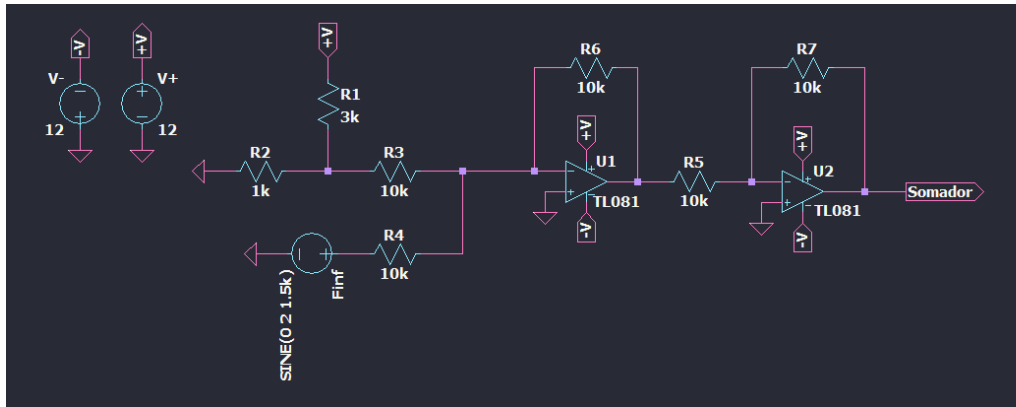 -V
+V
V-
V+
12
12
+V
R1
3k
R2
1k
R3
10k
R4
10k
SINE(0 2 1.5k)
Finf
R6
10k
+V
U1
TL081
-V
R5
10k
R7
10k
+V
U2
TL081
-V
Somador